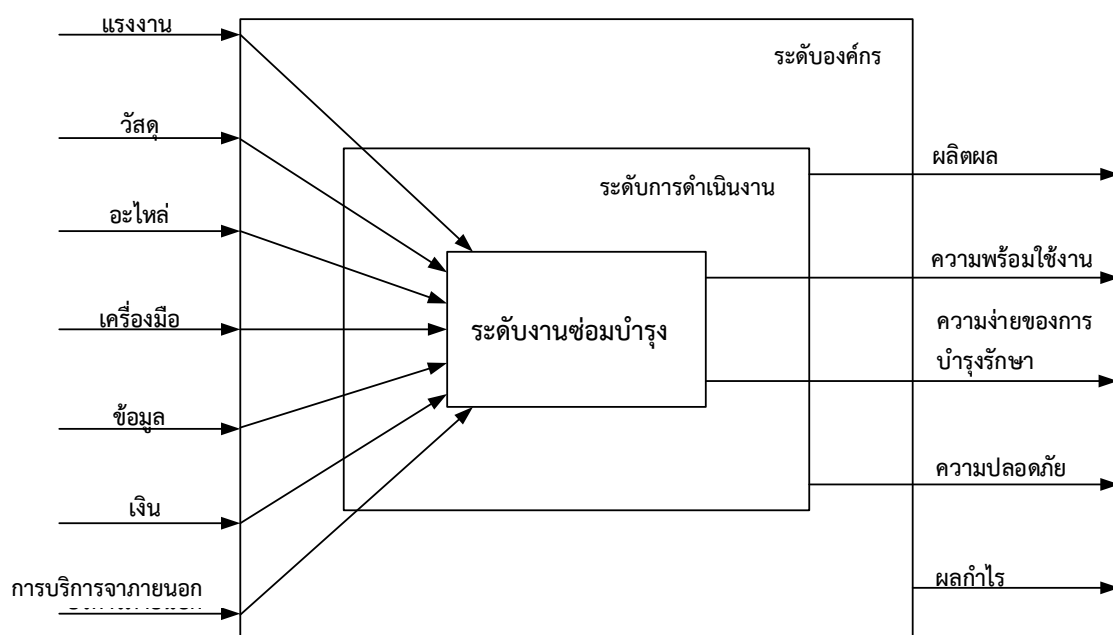 แรงงาน
ระดับองค์กร
วัสดุ
ผลิตผล
ระดับการดำเนินงาน
อะไหล่
ความพร้อมใช้งาน
เครื่องมือ
ระดับงานซ่อมบำรุง
ความง่ายของการ
บำรุงรักษา
ข้อมูล
ความปลอดภัย
เงิน
ผลกำไร
การบริการจาภายนอก